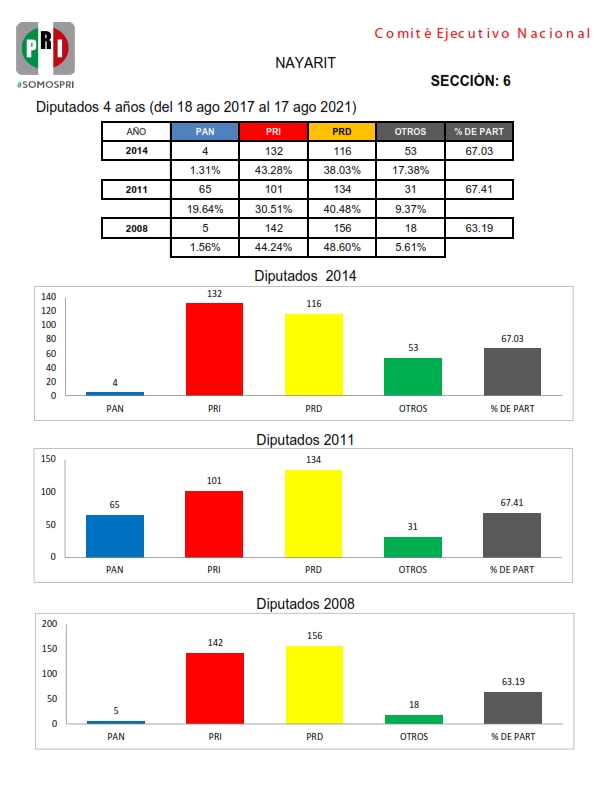 Comité Ejecutivo Nacional
PRI
#SOMOSPRI
NAYARIT
SECCIÓN: 6
Diputados 4 años (del 18 ago 2017 al 17 ago 2021)
AÑO PAN PRI PRD OTROS % DE PART
2014 4 132 116 53 67.03
1.31% 43.28% 38.03% 17.38%
2011 65 101 134 31 67.41
19.64% 30.51% 40.48% 9.37%
2008 5 142 156 18 63.19
1.56% 44.24% 48.60% 5.61%
Diputados 2014
140
120
100
80
60
40
20
0
4 132 116 53 67.03
PAN PRI PRD OTROS % DE PART
Diputados 2011
150
100
50
0
65 101 134 31 67.41
PAN PRI PRD OTROS % DE PART
Diputados 2008
200
150
100
50
0
5 142 156 18 63.19
PAN PRI PRD OTROS % DE PART